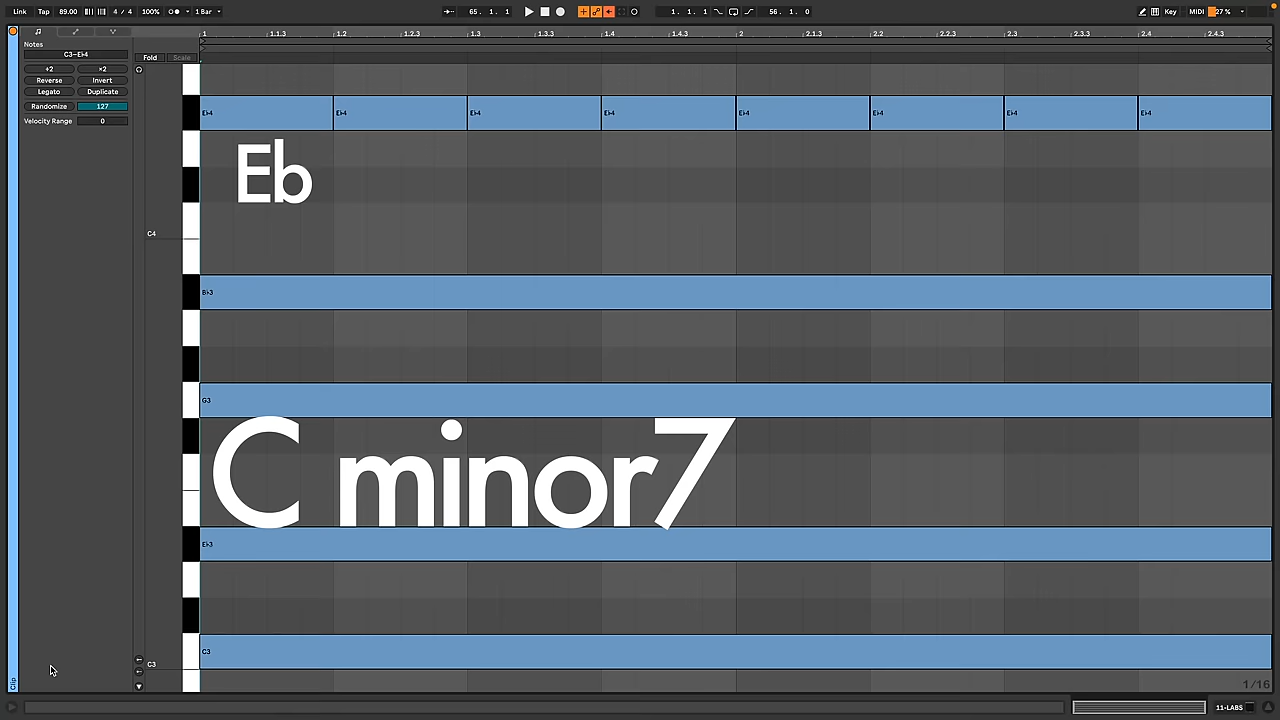 Link Tap 89.00 4 / 4 100% 1 Bar 65. 1. 1 1. 1. 1 56. 1. 0 Key MIDI 27 %
1 1.1.3 1.2 1.2.3 1.3 1.3.3 1.4 1.4.3 2 2.1.3 2.2 2.2.3 2.3 2.3.3 2.4 2.4.3
Notes
C3–E♭4
Fold Scale
÷2 ×2
Reverse Invert
Legato Duplicate
Randomize 127
Velocity Range 0
E♭4 E♭4 E♭4 E♭4 E♭4 E♭4 E♭4 E♭4
Eb
C4
B♭3
G3
C minor7
E♭3
C3 C3
Clip
1/16
11-LABS